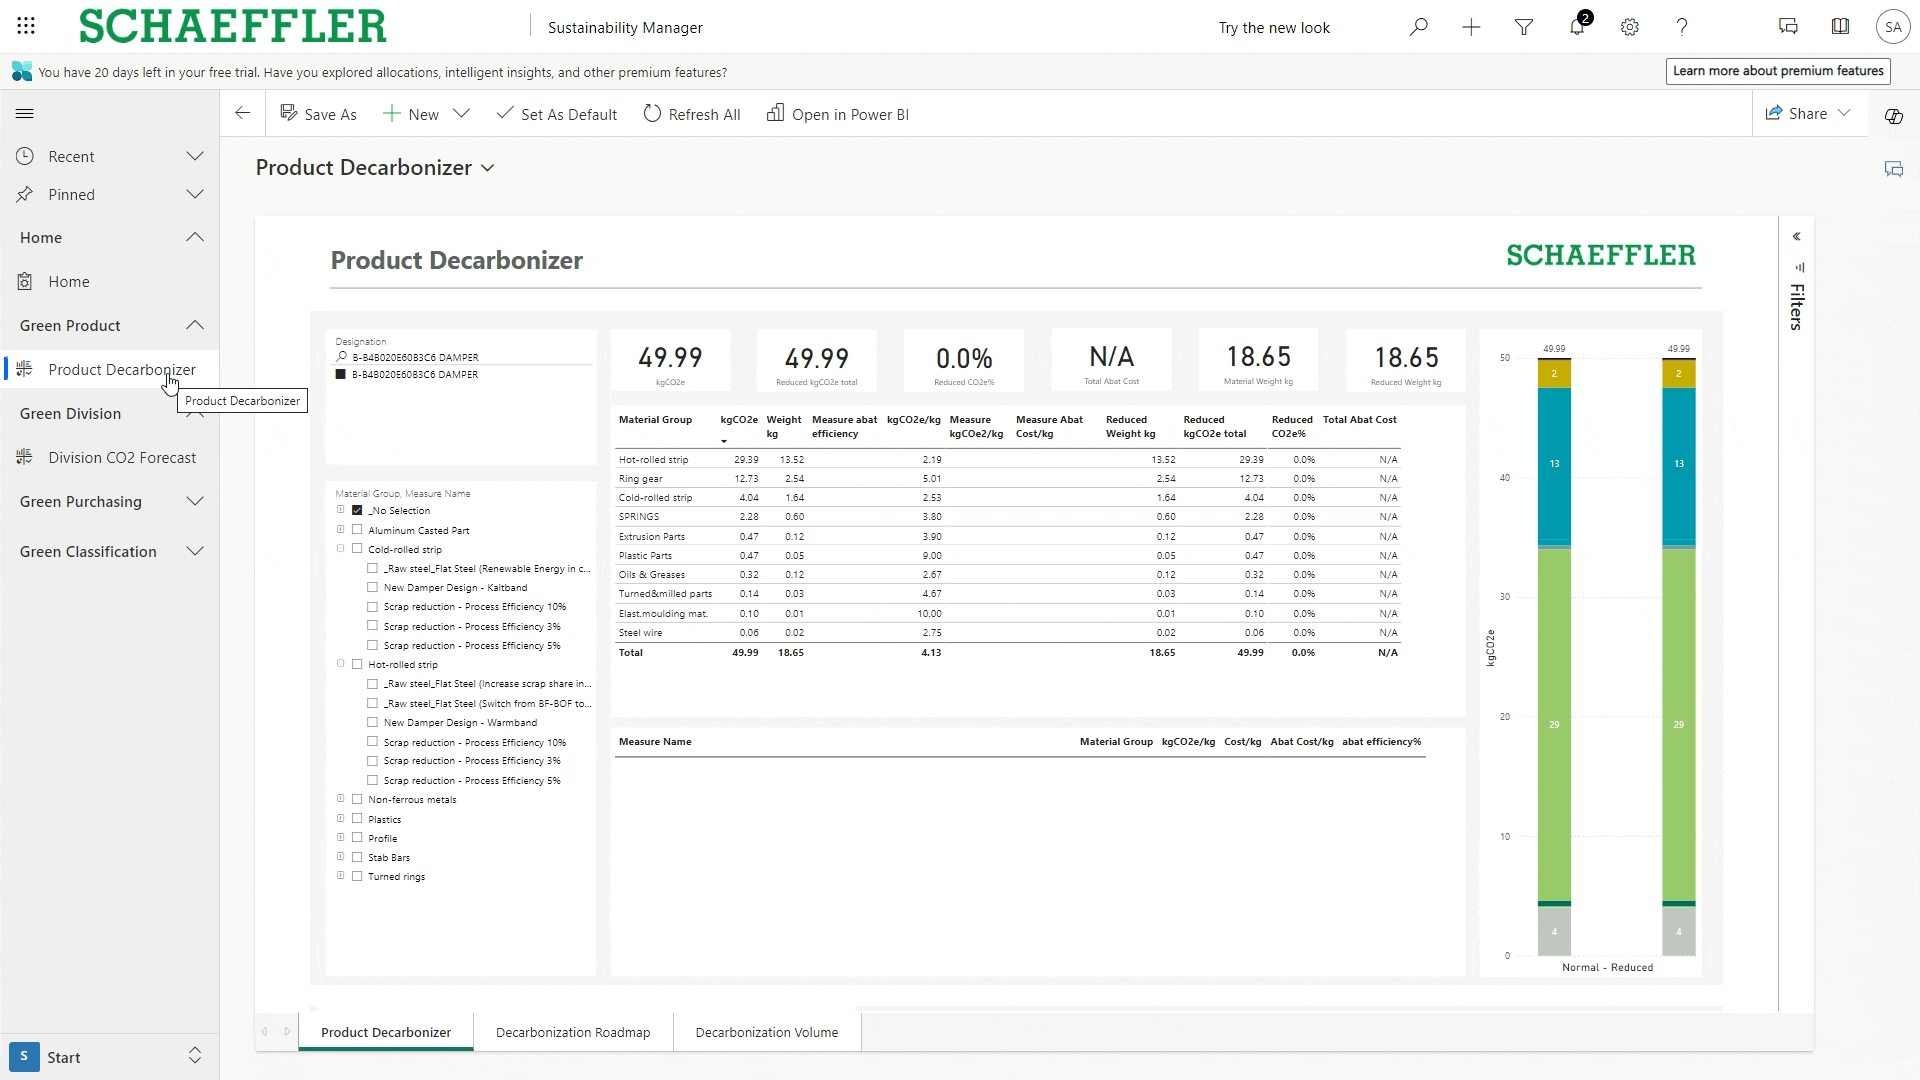 SCHAEFFLER
Sustainability Manager
Try the new look
2
SA
You have 20 days left in your free trial. Have you explored allocations, intelligent insights, and other premium features?
Learn more about premium features
Save As
New
Set As Default
Refresh All
Open in Power BI
Share
Recent
Pinned
Home
Home
Green Product
Product Decarbonizer
Product Decarbonizer
Green Division
Division CO2 Forecast
Green Purchasing
Green Classification
S Start
Product Decarbonizer
Product Decarbonizer
SCHAEFFLER
Filters
Designation
B-B4B020E60B3C6 DAMPER
B-B4B020E60B3C6 DAMPER
49.99
kgCO2e
49.99
Reduced kgCO2e total
0.0%
Reduced CO2e%
N/A
Total Abat Cost
18.65
Material Weight kg
18.65
Reduced Weight kg
Material Group, Measure Name
_No Selection
Aluminum Casted Part
Cold-rolled strip
_Raw steel_Flat Steel (Renewable Energy in c...
New Damper Design - Kaltband
Scrap reduction - Process Efficiency 10%
Scrap reduction - Process Efficiency 3%
Scrap reduction - Process Efficiency 5%
Hot-rolled strip
_Raw steel_Flat Steel (Increase scrap share in...
_Raw steel_Flat Steel (Switch from BF-BOF to...
New Damper Design - Warmband
Scrap reduction - Process Efficiency 10%
Scrap reduction - Process Efficiency 3%
Scrap reduction - Process Efficiency 5%
Non-ferrous metals
Plastics
Profile
Stab Bars
Turned rings
Material Group kgCO2e Weight kg Measure abat efficiency kgCO2e/kg Measure kgCOe2/kg Measure Abat Cost/kg Reduced Weight kg Reduced kgCO2e total Reduced CO2e% Total Abat Cost
Hot-rolled strip 29.39 13.52 2.19 13.52 29.39 0.0% N/A
Ring gear 12.73 2.54 5.01 2.54 12.73 0.0% N/A
Cold-rolled strip 4.04 1.64 2.53 1.64 4.04 0.0% N/A
SPRINGS 2.28 0.60 3.80 0.60 2.28 0.0% N/A
Extrusion Parts 0.47 0.12 3.90 0.12 0.47 0.0% N/A
Plastic Parts 0.47 0.05 9.00 0.05 0.47 0.0% N/A
Oils & Greases 0.32 0.12 2.67 0.12 0.32 0.0% N/A
Turned&milled parts 0.14 0.03 4.67 0.03 0.14 0.0% N/A
Elast.moulding mat. 0.10 0.01 10.00 0.01 0.10 0.0% N/A
Steel wire 0.06 0.02 2.75 0.02 0.06 0.0% N/A
Total 49.99 18.65 4.13 18.65 49.99 0.0% N/A
Measure Name Material Group kgCO2e/kg Cost/kg Abat Cost/kg abat efficiency%
49.99 49.99
50
2 2
13 13
40
30
kgCO2e
20
29 29
10
4 4
0
Normal - Reduced
Product Decarbonizer
Decarbonization Roadmap
Decarbonization Volume